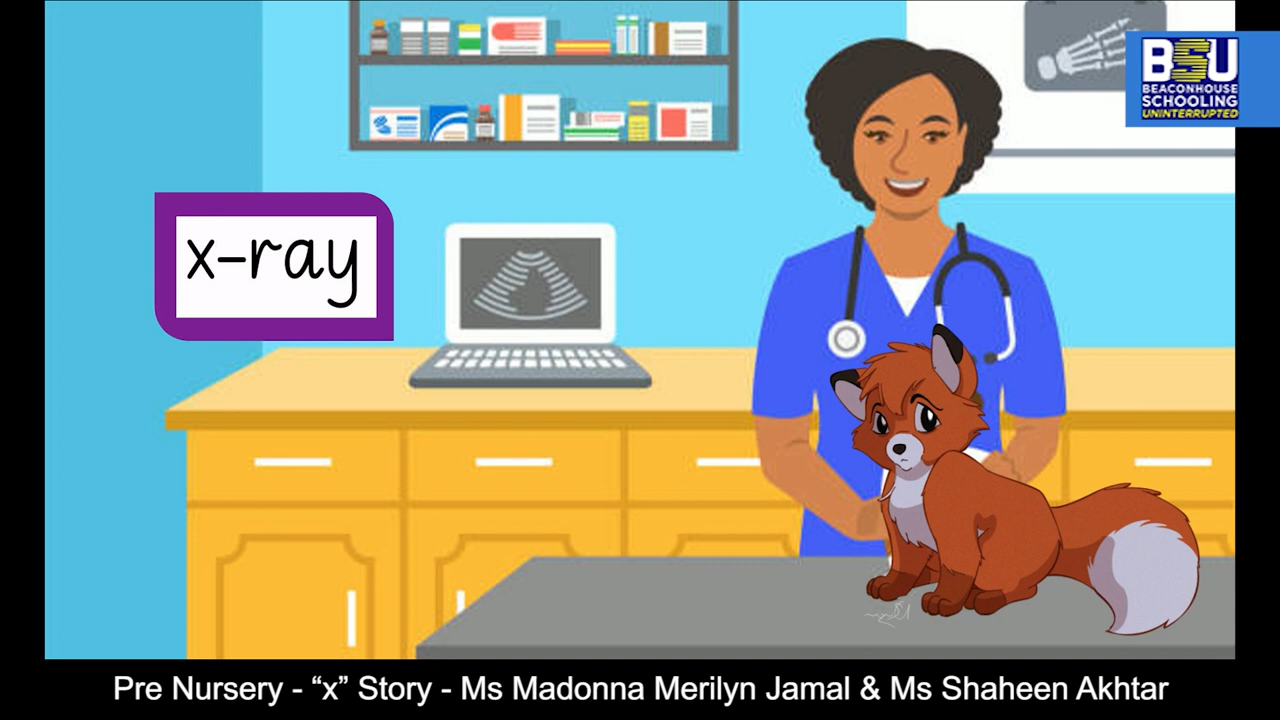 BSU
BEACONHOUSE
SCHOOLING
UNINTERRUPTED
x-ray
Pre Nursery - “x” Story - Ms Madonna Merilyn Jamal & Ms Shaheen Akhtar